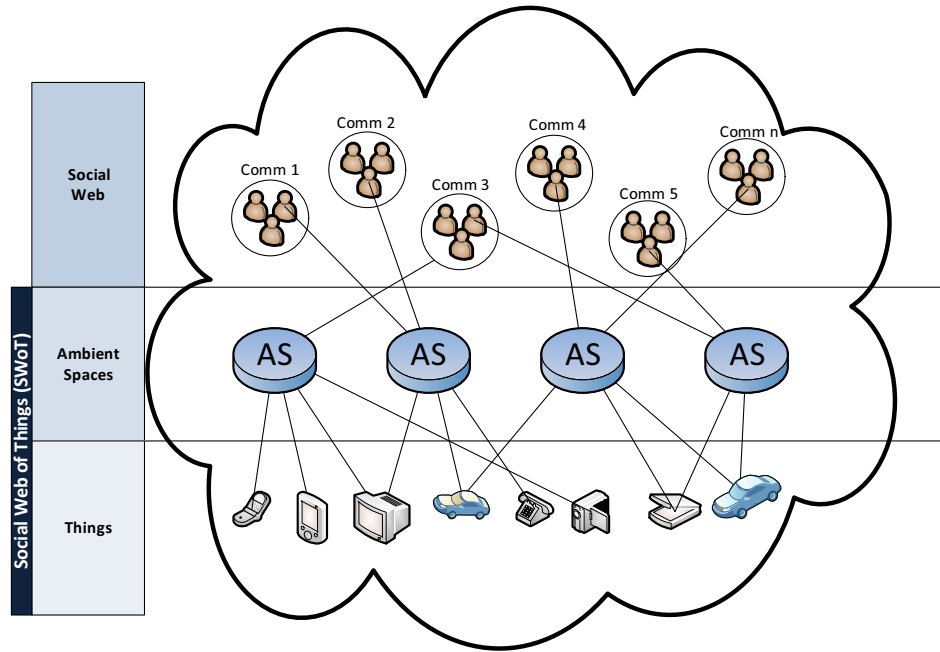 Comm 1
Comm 2
Comm 3
Comm 4
Comm 5
Comm n
Social
Web
Ambient
Spaces
AS
AS
AS
AS
Things
Social Web of Things (SWoT)